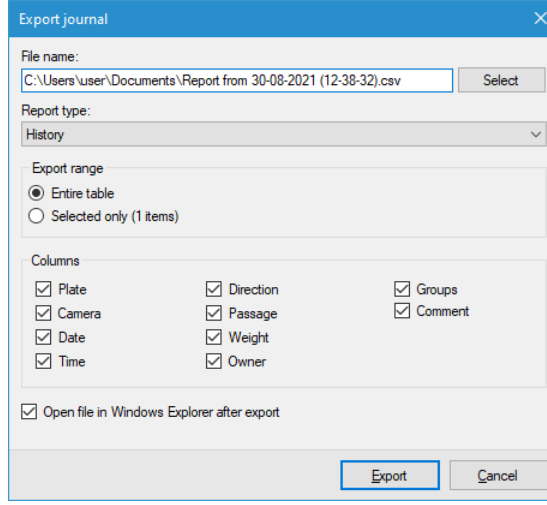 Export journal
File name:
C:\Users\user\Documents\Report from 30-08-2021 (12-38-32).csv
Select
Report type:
History
Export range
Entire table
Selected only (1 items)
Columns
Plate Direction Groups
Camera Passage Comment
Date Weight
Time Owner
Open file in Windows Explorer after export
Export Cancel